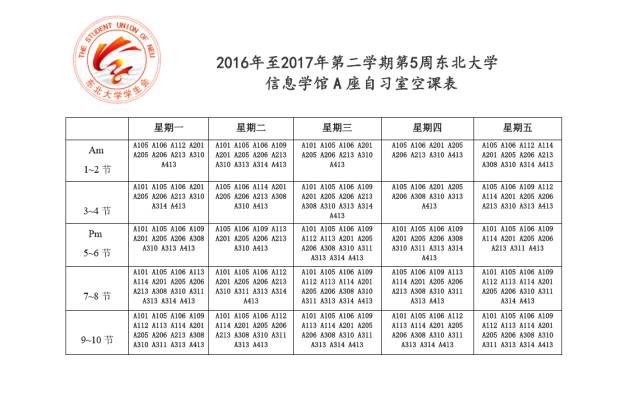 THE STUDENT UNION OF NEU
东北大学学生会
2016年至2017年第二学期第5周东北大学
信息学馆 A 座自习室空课表
星期一
星期二
星期三
星期四
星期五
Am
1~2 节
A105 A106 A112 A201
A205 A206 A213 A310
A413
A101 A105 A106 A109
A201 A205 A206 A213
A310 A313 A314 A413
A101 A105 A106 A201
A205 A206 A213 A310
A413
A105 A106 A201 A205
A206 A213 A310 A413
A105 A106 A112 A114
A201 A205 A206 A213
A308 A310 A314 A413
3~4 节
A101 A105 A106 A201
A205 A206 A213 A310
A314 A413
A105 A106 A114 A201
A205 A206 A213 A308
A310 A413
A101 A105 A106 A109
A201 A205 A206 A213
A308 A310 A313 A314
A413
A105 A106 A201 A205
A206 A308 A310 A313
A413
A105 A106 A109 A112
A114 A201 A205 A206
A213 A310 A313 A413
Pm
5~6 节
A101 A105 A106 A109
A201 A205 A206 A308
A310 A313 A413
A101 A105 A106 A109
A201 A205 A206 A213
A310 A413
A101 A105 A106 A109
A112 A113 A201 A205
A206 A308 A310 A311
A313 A314 A413
A101 A105 A106 A109
A201 A205 A206 A308
A310 A311 A313 A314
A413
A101 A105 A106 A109
A114 A201 A205 A206
A213 A311 A413
7~8 节
A101 A105 A106 A113
A114 A201 A205 A206
A308 A310 A311
A313 A314 A413
A101 A105 A106 A112
A201 A205 A206 A213
A310 A311 A313 A314
A413
A101 A105 A106 A109
A112 A113 A114 A201
A205 A206 A308 A310
A311 A313 A314 A413
A105 A106 A109 A113
A114 A201 A205 A206
A213 A308 A310 A311
A313 A314 A413
A101 A105 A106 A109
A112 A113 A114 A201
A205 A206 A310 A311
A313 A314 A413
9~10 节
A101 A105 A106 A109
A112 A113 A114 A201
A205 A206 A213 A308
A310 A311 A313 A413
A101 A105 A106 A112
A114 A201 A205 A206
A213 A308 A310 A311
A313 A413
A101 A105 A106 A109
A113 A114 A201 A205
A206 A308 A310 A311
A313 A314 A413
A101 A105 A106 A112
A113 A114 A201 A205
A206 A308 A310 A311
A313 A314 A413
A101 A105 A106 A109
A112 A113 A114 A201
A205 A206 A308 A310
A311 A313 A314 A413